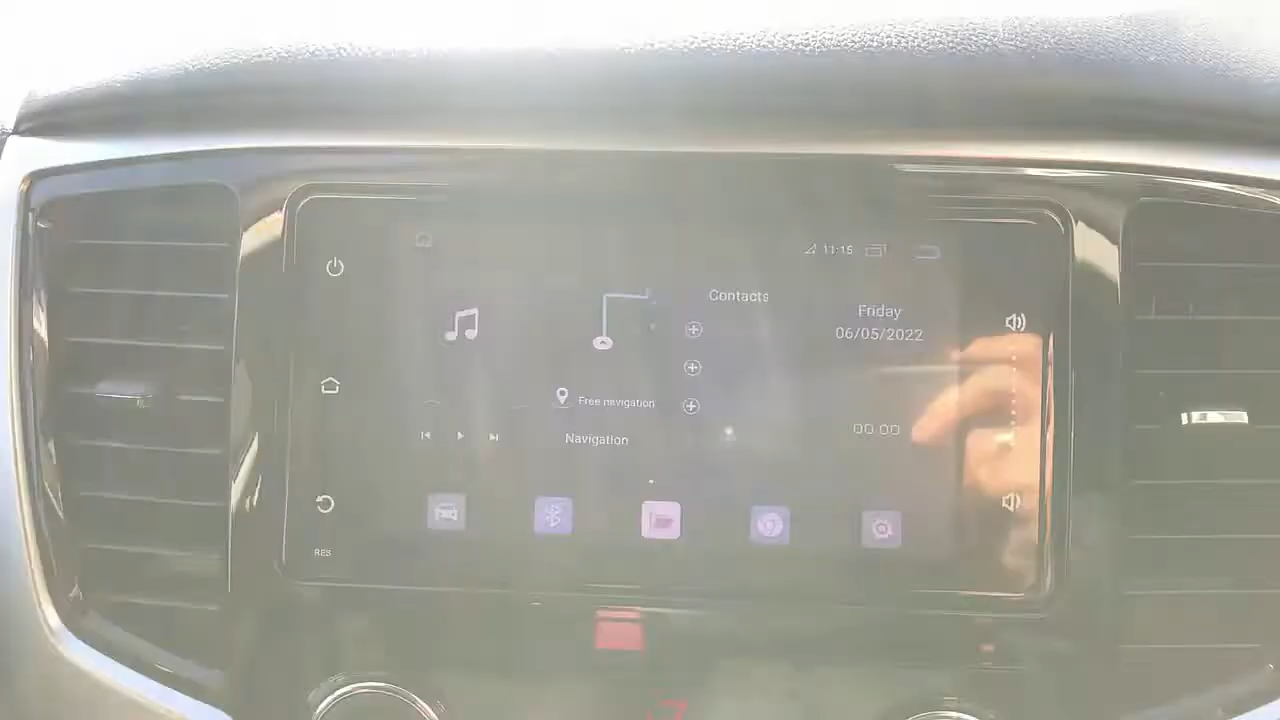 11:15
Contacts
Friday
06/05/2022
Free navigation
00:00
Navigation
RES